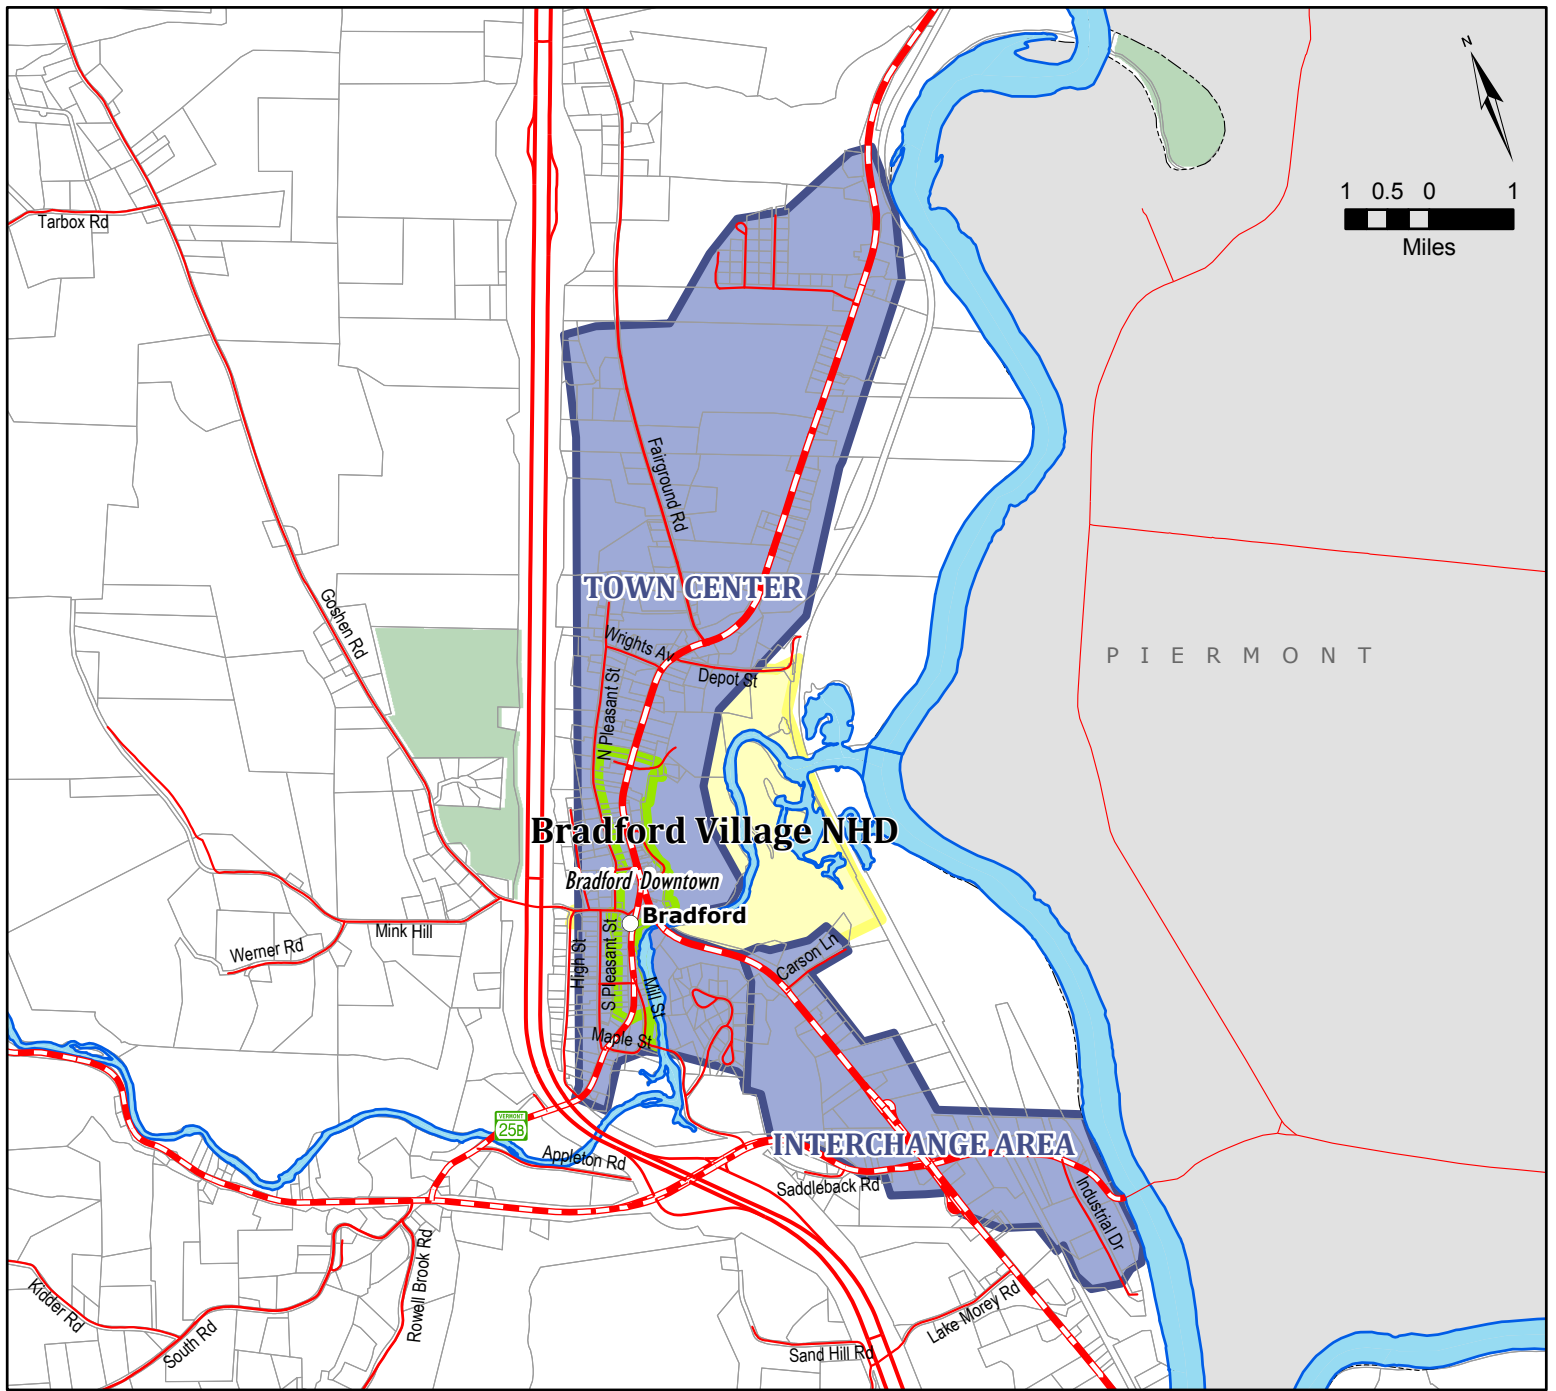 N
1 0.5 0 1
Miles
Tarbox Rd
Fairground Rd
TOWN CENTER
Goshen Rd
Wrights Av
Depot St
PIERMONT
N Pleasant St
Bradford Village NHD
Bradford Downtown
Bradford
Mink Hill
Werner Rd
High St
S Pleasant St
Mill St
Carson Ln
Maple St
VERMONT
25B
INTERCHANGE AREA
Appleton Rd
Saddleback Rd
Industrial Dr
Rowell Brook Rd
Kidder Rd
South Rd
Lake Morey Rd
Sand Hill Rd